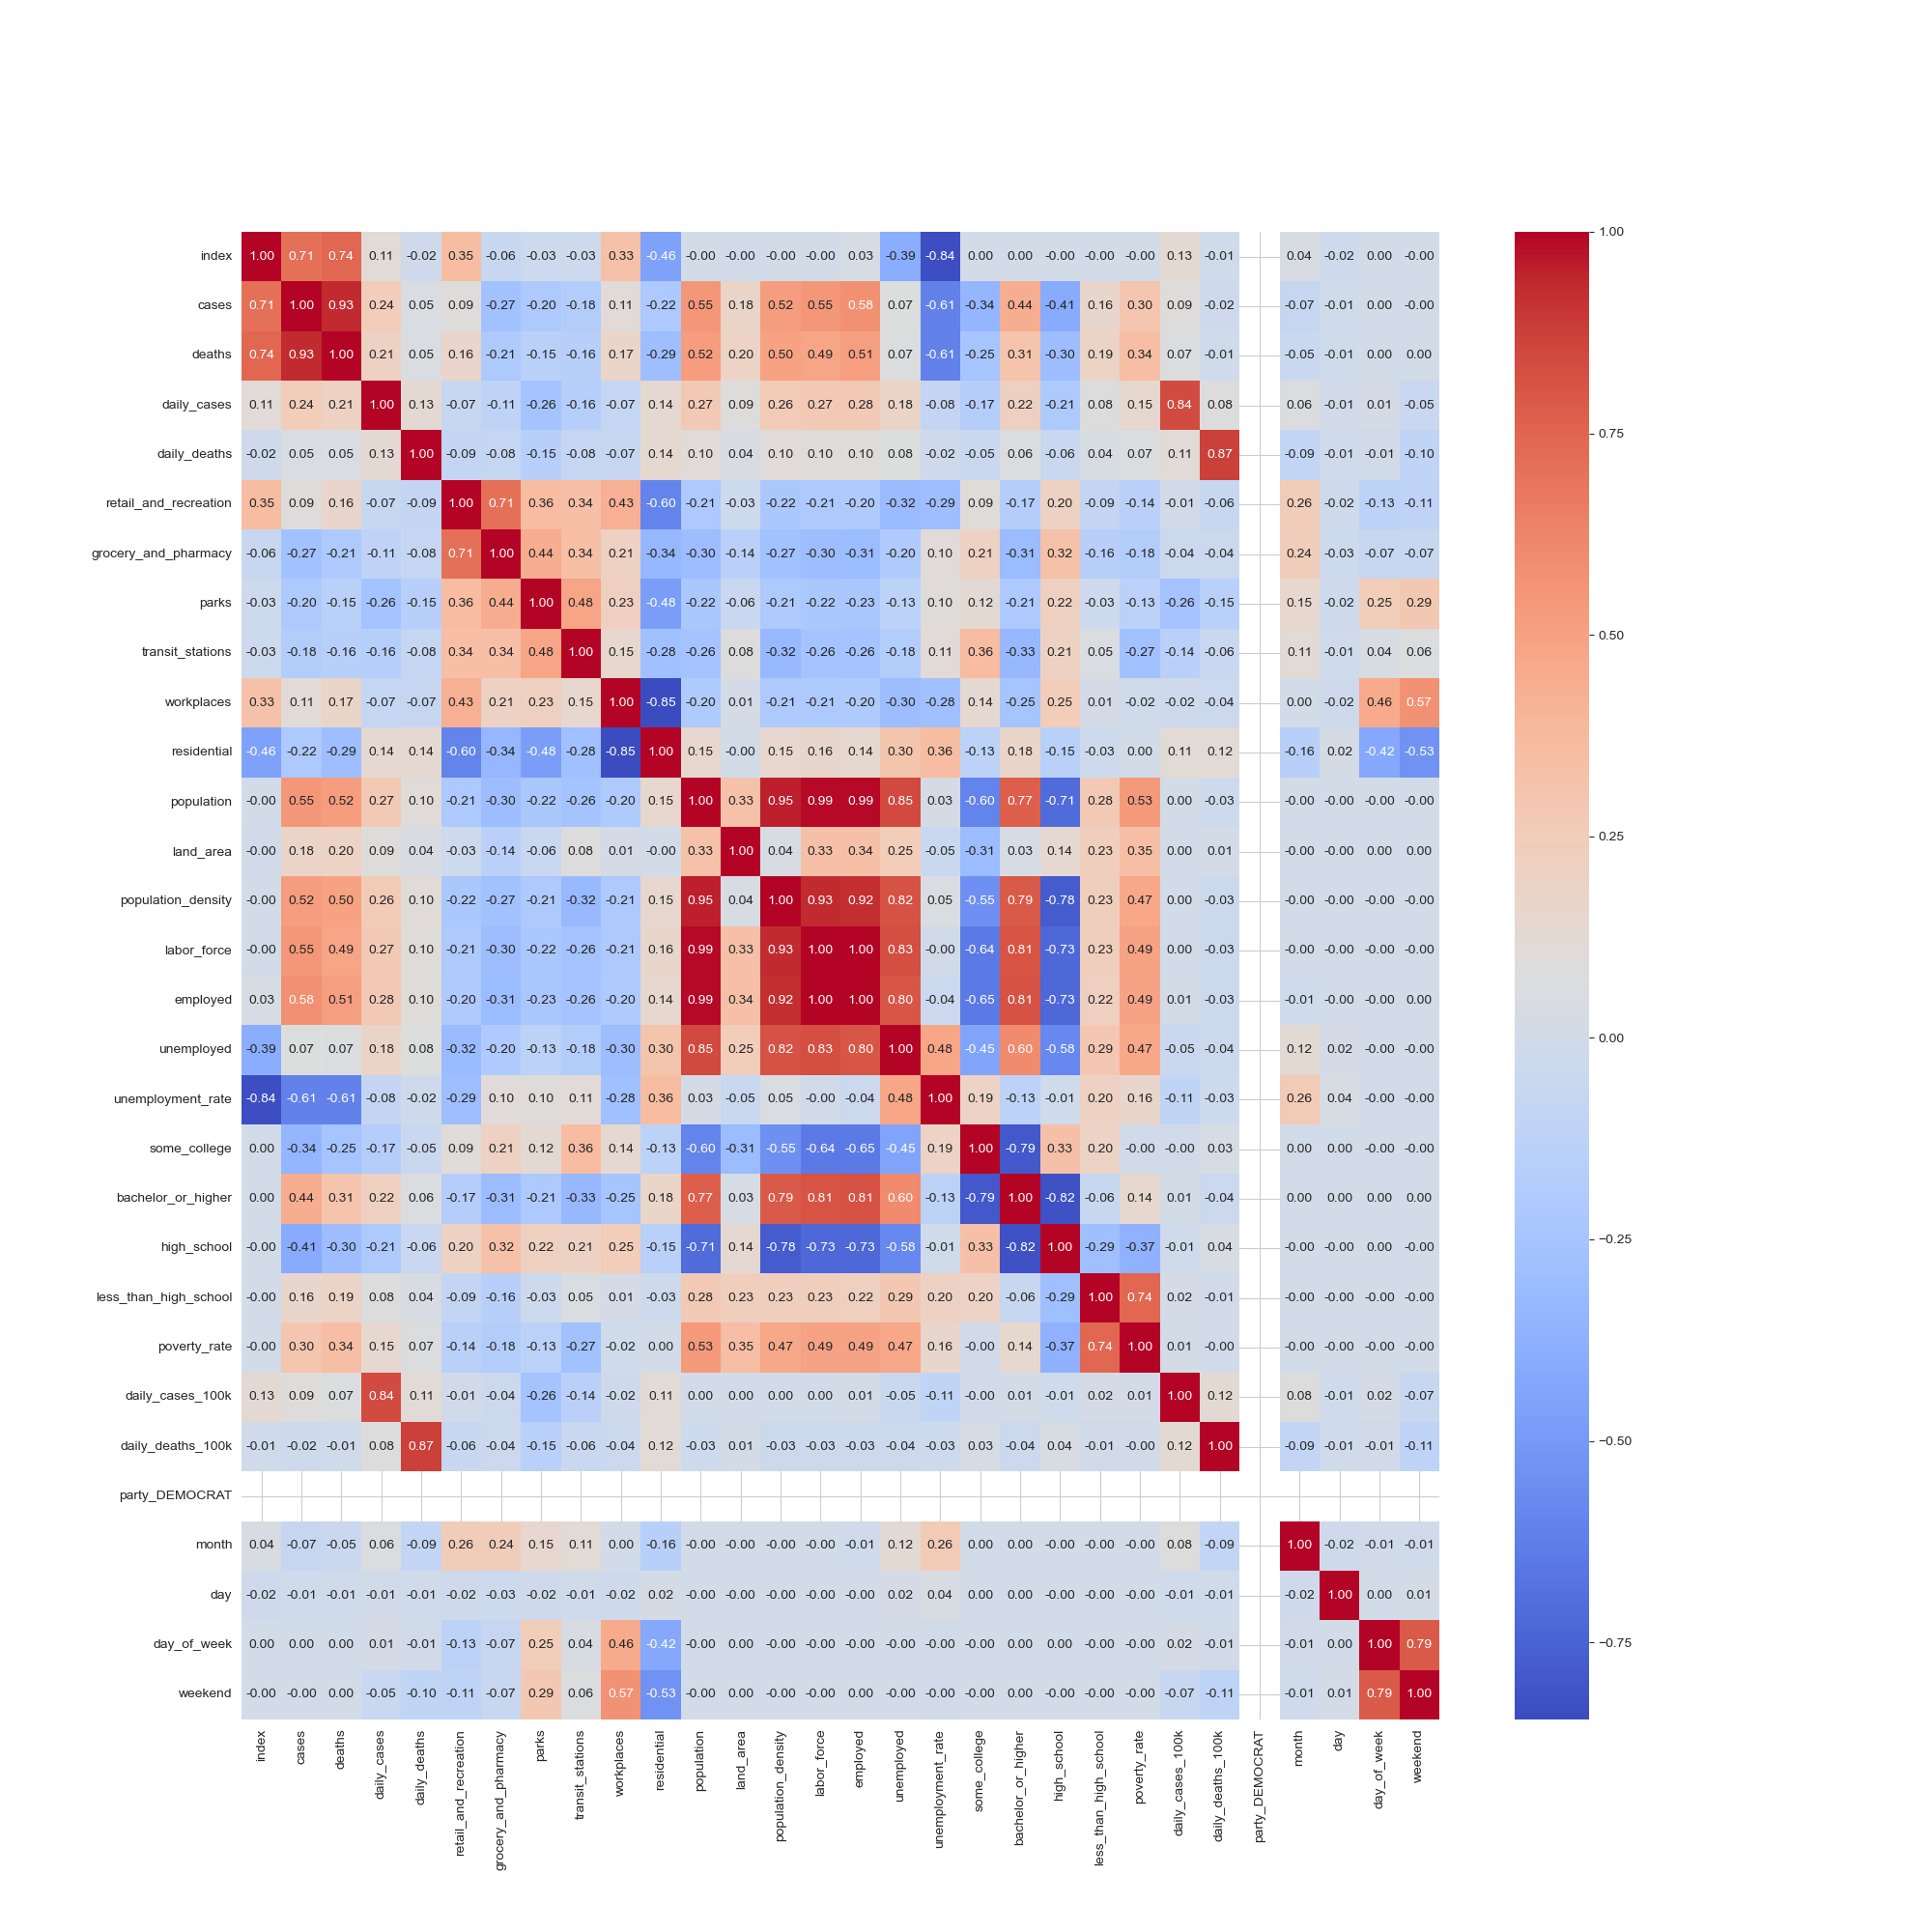 index 1.00 0.71 0.74 0.11 -0.02 0.35 -0.06 -0.03 -0.03 0.33 -0.46 -0.00 -0.00 -0.00 -0.00 0.03 -0.39 -0.84 0.00 0.00 -0.00 -0.00 -0.00 0.13 -0.01 0.04 -0.02 0.00 -0.00 1.00
cases 0.71 1.00 0.93 0.24 0.05 0.09 -0.27 -0.20 -0.18 0.11 -0.22 0.55 0.18 0.52 0.55 0.58 0.07 -0.61 -0.34 0.44 -0.41 0.16 0.30 0.09 -0.02 -0.07 -0.01 0.00 -0.00
deaths 0.74 0.93 1.00 0.21 0.05 0.16 -0.21 -0.15 -0.16 0.17 -0.29 0.52 0.20 0.50 0.49 0.51 0.07 -0.61 -0.25 0.31 -0.30 0.19 0.34 0.07 -0.01 -0.05 -0.01 0.00 0.00
daily_cases 0.11 0.24 0.21 1.00 0.13 -0.07 -0.11 -0.26 -0.16 -0.07 0.14 0.27 0.09 0.26 0.27 0.28 0.18 -0.08 -0.17 0.22 -0.21 0.08 0.15 0.84 0.08 0.06 -0.01 0.01 -0.05
0.75
daily_deaths -0.02 0.05 0.05 0.13 1.00 -0.09 -0.08 -0.15 -0.08 -0.07 0.14 0.10 0.04 0.10 0.10 0.10 0.08 -0.02 -0.05 0.06 -0.06 0.04 0.07 0.11 0.87 -0.09 -0.01 -0.01 -0.10
retail_and_recreation 0.35 0.09 0.16 -0.07 -0.09 1.00 0.71 0.36 0.34 0.43 -0.60 -0.21 -0.03 -0.22 -0.21 -0.20 -0.32 -0.29 0.09 -0.17 0.20 -0.09 -0.14 -0.01 -0.06 0.26 -0.02 -0.13 -0.11
grocery_and_pharmacy -0.06 -0.27 -0.21 -0.11 -0.08 0.71 1.00 0.44 0.34 0.21 -0.34 -0.30 -0.14 -0.27 -0.30 -0.31 -0.20 0.10 0.21 -0.31 0.32 -0.16 -0.18 -0.04 -0.04 0.24 -0.03 -0.07 -0.07
parks -0.03 -0.20 -0.15 -0.26 -0.15 0.36 0.44 1.00 0.48 0.23 -0.48 -0.22 -0.06 -0.21 -0.22 -0.23 -0.13 0.10 0.12 -0.21 0.22 -0.03 -0.13 -0.26 -0.15 0.15 -0.02 0.25 0.29
0.50
transit_stations -0.03 -0.18 -0.16 -0.16 -0.08 0.34 0.34 0.48 1.00 0.15 -0.28 -0.26 0.08 -0.32 -0.26 -0.26 -0.18 0.11 0.36 -0.33 0.21 0.05 -0.27 -0.14 -0.06 0.11 -0.01 0.04 0.06
workplaces 0.33 0.11 0.17 -0.07 -0.07 0.43 0.21 0.23 0.15 1.00 -0.85 -0.20 0.01 -0.21 -0.21 -0.20 -0.30 -0.28 0.14 -0.25 0.25 0.01 -0.02 -0.02 -0.04 0.00 -0.02 0.46 0.57
residential -0.46 -0.22 -0.29 0.14 0.14 -0.60 -0.34 -0.48 -0.28 -0.85 1.00 0.15 -0.00 0.15 0.16 0.14 0.30 0.36 -0.13 0.18 -0.15 -0.03 0.00 0.11 0.12 -0.16 0.02 -0.42 -0.53
population -0.00 0.55 0.52 0.27 0.10 -0.21 -0.30 -0.22 -0.26 -0.20 0.15 1.00 0.33 0.95 0.99 0.99 0.85 0.03 -0.60 0.77 -0.71 0.28 0.53 0.00 -0.03 -0.00 -0.00 -0.00 -0.00
0.25
land_area -0.00 0.18 0.20 0.09 0.04 -0.03 -0.14 -0.06 0.08 0.01 -0.00 0.33 1.00 0.04 0.33 0.34 0.25 -0.05 -0.31 0.03 0.14 0.23 0.35 0.00 0.01 -0.00 -0.00 -0.00 0.00
population_density -0.00 0.52 0.50 0.26 0.10 -0.22 -0.27 -0.21 -0.32 -0.21 0.15 0.95 0.04 1.00 0.93 0.92 0.82 0.05 -0.55 0.79 -0.78 0.23 0.47 0.00 -0.03 -0.00 -0.00 -0.00 -0.00
labor_force -0.00 0.55 0.49 0.27 0.10 -0.21 -0.30 -0.22 -0.26 -0.21 0.16 0.99 0.33 0.93 1.00 1.00 0.83 -0.00 -0.64 0.81 -0.73 0.23 0.49 0.00 -0.03 -0.00 -0.00 -0.00 -0.00
employed 0.03 0.58 0.51 0.28 0.10 -0.20 -0.31 -0.23 -0.26 -0.20 0.14 0.99 0.34 0.92 1.00 1.00 0.80 -0.04 -0.65 0.81 -0.73 0.22 0.49 0.01 -0.03 -0.01 -0.00 -0.00 0.00
0.00
unemployed -0.39 0.07 0.07 0.18 0.08 -0.32 -0.20 -0.13 -0.18 -0.30 0.30 0.85 0.25 0.82 0.83 0.80 1.00 0.48 -0.45 0.60 -0.58 0.29 0.47 -0.05 -0.04 0.12 0.02 -0.00 -0.00
unemployment_rate -0.84 -0.61 -0.61 -0.08 -0.02 -0.29 0.10 0.10 0.11 -0.28 0.36 0.03 -0.05 0.05 -0.00 -0.04 0.48 1.00 0.19 -0.13 -0.01 0.20 0.16 -0.11 -0.03 0.26 0.04 -0.00 -0.00
some_college 0.00 -0.34 -0.25 -0.17 -0.05 0.09 0.21 0.12 0.36 0.14 -0.13 -0.60 -0.31 -0.55 -0.64 -0.65 -0.45 0.19 1.00 -0.79 0.33 0.20 -0.00 -0.00 0.03 0.00 0.00 -0.00 -0.00
bachelor_or_higher 0.00 0.44 0.31 0.22 0.06 -0.17 -0.31 -0.21 -0.33 -0.25 0.18 0.77 0.03 0.79 0.81 0.81 0.60 -0.13 -0.79 1.00 -0.82 -0.06 0.14 0.01 -0.04 0.00 0.00 0.00 0.00
−0.25
high_school -0.00 -0.41 -0.30 -0.21 -0.06 0.20 0.32 0.22 0.21 0.25 -0.15 -0.71 0.14 -0.78 -0.73 -0.73 -0.58 -0.01 0.33 -0.82 1.00 -0.29 -0.37 -0.01 0.04 -0.00 -0.00 0.00 -0.00
less_than_high_school -0.00 0.16 0.19 0.08 0.04 -0.09 -0.16 -0.03 0.05 0.01 -0.03 0.28 0.23 0.23 0.23 0.22 0.29 0.20 0.20 -0.06 -0.29 1.00 0.74 0.02 -0.01 -0.00 -0.00 -0.00 -0.00
poverty_rate -0.00 0.30 0.34 0.15 0.07 -0.14 -0.18 -0.13 -0.27 -0.02 0.00 0.53 0.35 0.47 0.49 0.49 0.47 0.16 -0.00 0.14 -0.37 0.74 1.00 0.01 -0.00 -0.00 -0.00 -0.00 -0.00
daily_cases_100k 0.13 0.09 0.07 0.84 0.11 -0.01 -0.04 -0.26 -0.14 -0.02 0.11 0.00 0.00 0.00 0.00 0.01 -0.05 -0.11 -0.00 0.01 -0.01 0.02 0.01 1.00 0.12 0.08 -0.01 0.02 -0.07
−0.50
daily_deaths_100k -0.01 -0.02 -0.01 0.08 0.87 -0.06 -0.04 -0.15 -0.06 -0.04 0.12 -0.03 0.01 -0.03 -0.03 -0.03 -0.04 -0.03 0.03 -0.04 0.04 -0.01 -0.00 0.12 1.00 -0.09 -0.01 -0.01 -0.11
party_DEMOCRAT
month 0.04 -0.07 -0.05 0.06 -0.09 0.26 0.24 0.15 0.11 0.00 -0.16 -0.00 -0.00 -0.00 -0.00 -0.01 0.12 0.26 0.00 0.00 -0.00 -0.00 -0.00 0.08 -0.09 1.00 -0.02 -0.01 -0.01
day -0.02 -0.01 -0.01 -0.01 -0.01 -0.02 -0.03 -0.02 -0.01 -0.02 0.02 -0.00 -0.00 -0.00 -0.00 -0.00 0.02 0.04 0.00 0.00 -0.00 -0.00 -0.00 -0.01 -0.01 -0.02 1.00 0.00 0.01
−0.75
day_of_week 0.00 0.00 0.00 0.01 -0.01 -0.13 -0.07 0.25 0.04 0.46 -0.42 -0.00 -0.00 -0.00 -0.00 -0.00 -0.00 -0.00 -0.00 0.00 0.00 -0.00 -0.00 0.02 -0.01 -0.01 0.00 1.00 0.79
weekend -0.00 -0.00 0.00 -0.05 -0.10 -0.11 -0.07 0.29 0.06 0.57 -0.53 -0.00 0.00 -0.00 -0.00 0.00 -0.00 -0.00 -0.00 0.00 -0.00 -0.00 -0.00 -0.07 -0.11 -0.01 0.01 0.79 1.00
index
cases
deaths
daily_cases
daily_deaths
retail_and_recreation
grocery_and_pharmacy
parks
transit_stations
workplaces
residential
population
land_area
population_density
labor_force
employed
unemployed
unemployment_rate
some_college
bachelor_or_higher
high_school
less_than_high_school
poverty_rate
daily_cases_100k
daily_deaths_100k
party_DEMOCRAT
month
day
day_of_week
weekend